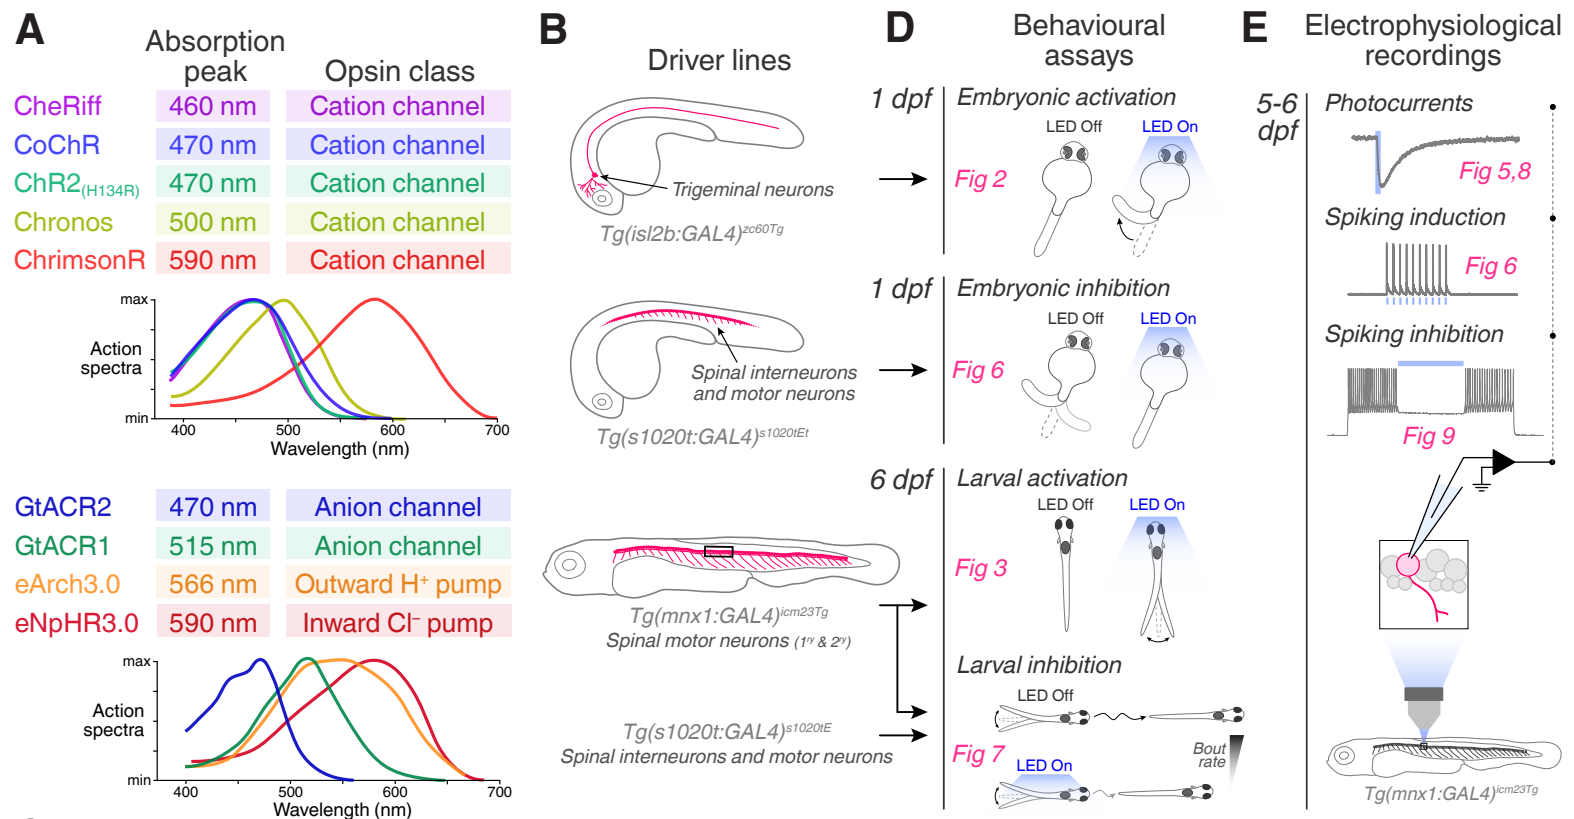 A
Absorption
peak
Opsin class
CheRiff 460 nm Cation channel
CoChR 470 nm Cation channel
ChR2(H134R) 470 nm Cation channel
Chronos 500 nm Cation channel
ChrimsonR 590 nm Cation channel
max
Action
spectra
min
400 500 600 700
Wavelength (nm)
GtACR2 470 nm Anion channel
GtACR1 515 nm Anion channel
eArch3.0 566 nm Outward H⁺ pump
eNpHR3.0 590 nm Inward Cl⁻ pump
max
Action
spectra
min
400 500 600 700
Wavelength (nm)
B
Driver lines
Trigeminal neurons
Tg(isl2b:GAL4)zc60Tg
Spinal interneurons
and motor neurons
Tg(s1020t:GAL4)s1020tEt
Tg(mnx1:GAL4)icm23Tg
Spinal motor neurons (1ry & 2ry)
Tg(s1020t:GAL4)s1020tE
Spinal interneurons and motor neurons
D
Behavioural
assays
1 dpf
Embryonic activation
LED Off LED On
Fig 2
1 dpf
Embryonic inhibition
LED Off LED On
Fig 6
6 dpf
Larval activation
LED Off LED On
Fig 3
Larval inhibition
LED Off
Fig 7
LED On
Bout
rate
E
Electrophysiological
recordings
5-6
dpf
Photocurrents
Fig 5,8
Spiking induction
Fig 6
Spiking inhibition
Fig 9
Tg(mnx1:GAL4)icm23Tg